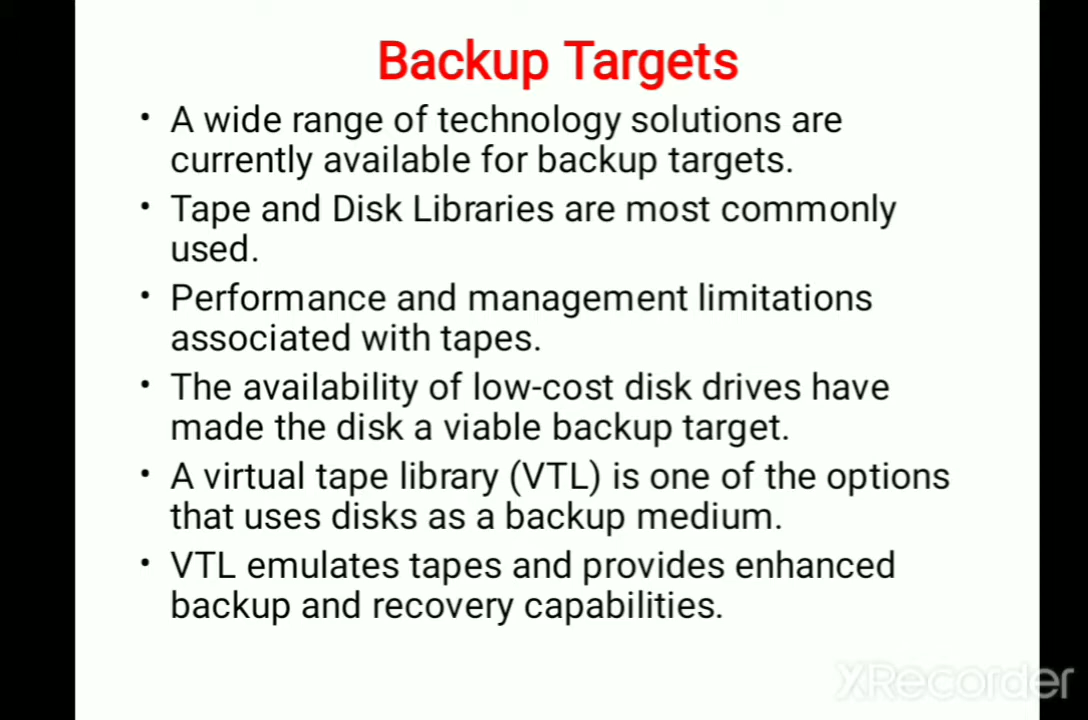 Backup Targets
• A wide range of technology solutions are
currently available for backup targets.
• Tape and Disk Libraries are most commonly
used.
• Performance and management limitations
associated with tapes.
• The availability of low-cost disk drives have
made the disk a viable backup target.
• A virtual tape library (VTL) is one of the options
that uses disks as a backup medium.
• VTL emulates tapes and provides enhanced
backup and recovery capabilities.
XRecorder